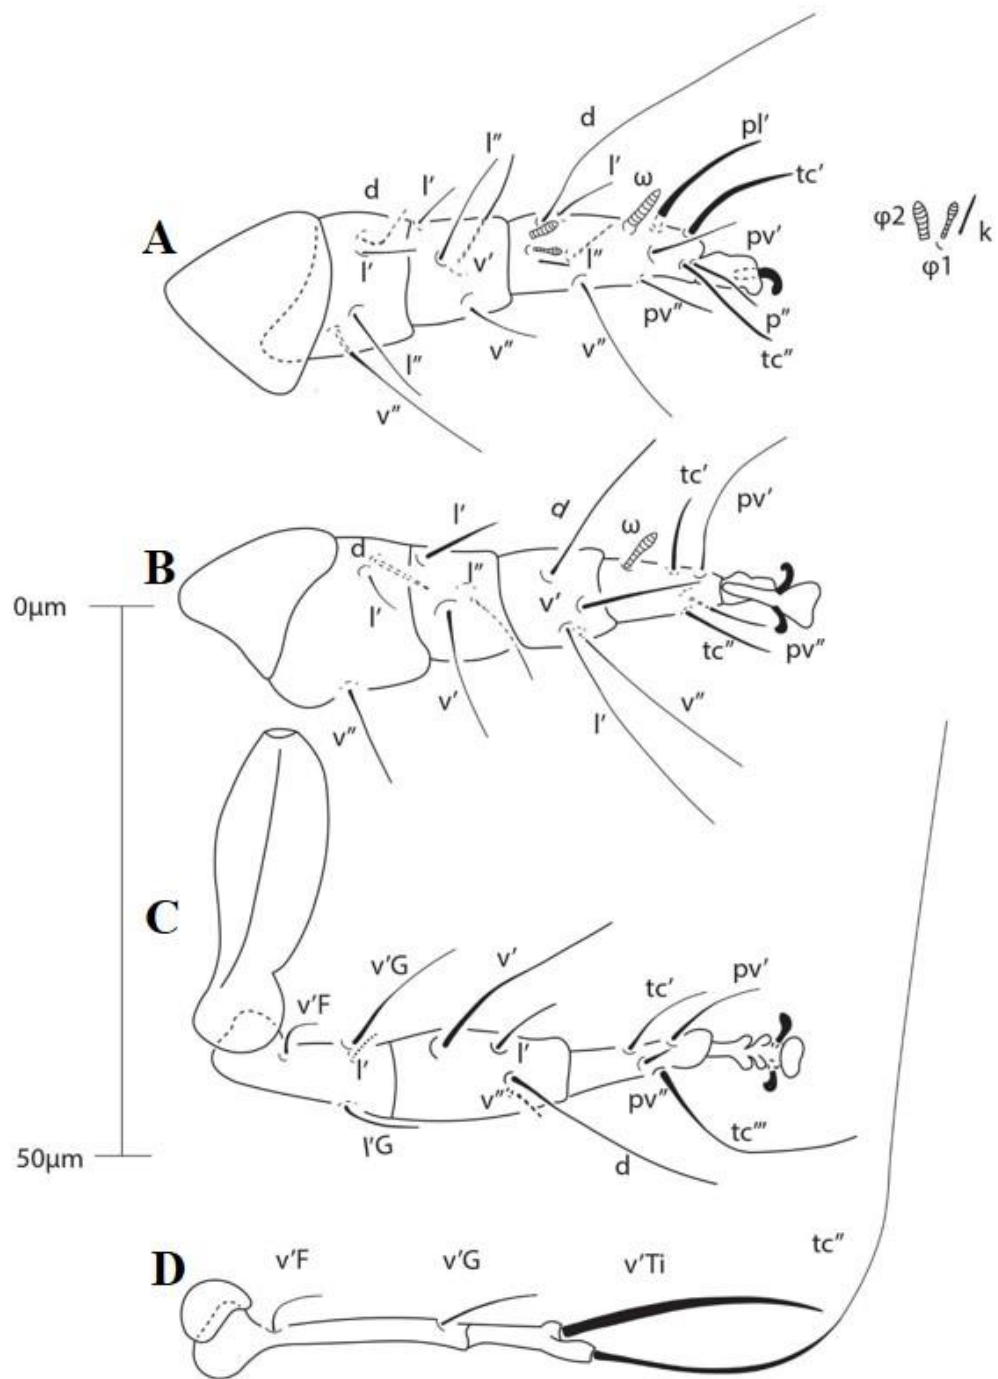 A
d
l'
l"
l'
v'
v"
l"
v"
d
l'
l"
v"
ω
pl'
tc'
pv'
pv"
p"
tc"
φ2
φ1
k
B
d
l'
l'
l"
v'
v"
d
v'
l'
v"
ω
tc'
pv'
tc"
pv"
0μm
50μm
C
v'F
v'G
l'
l'G
v'
l'
v"
d
tc'
pv'
pv"
tc'"
D
v'F
v'G
v'Ti
tc"